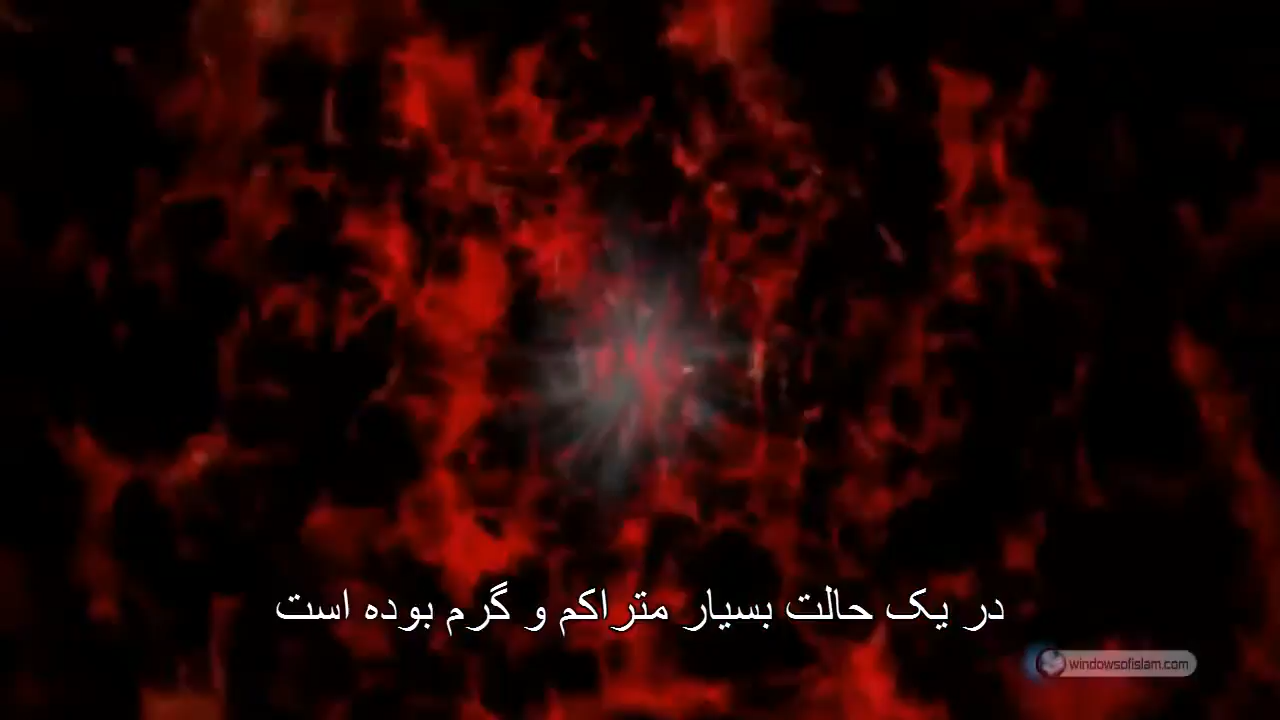 در یک حالت بسیار متراکم و گرم بوده است
windowsofislam.com